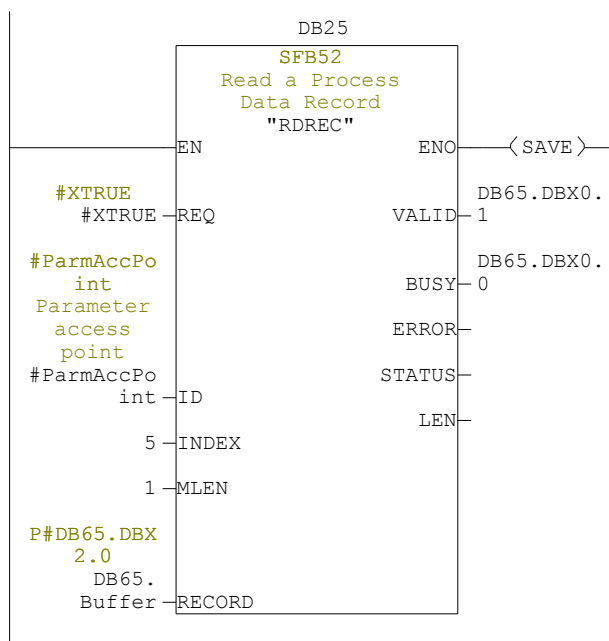 DB25
SFB52
Read a Process
Data Record
"RDREC"
EN
ENO
SAVE
#XTRUE
#XTRUE
REQ
DB65.DBX0.
VALID
1
#ParmAccPo
int
Parameter
access
point
#ParmAccPo
int
ID
DB65.DBX0.
BUSY
0
ERROR
STATUS
LEN
5
INDEX
1
MLEN
P#DB65.DBX
2.0
DB65.
Buffer
RECORD